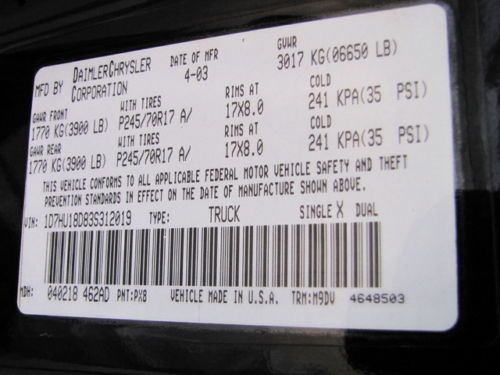 MFD BY DAIMLERCHRYSLER CORPORATION DATE OF MFR 4-03 GVWR 3017 KG(06650 LB)
GAWR FRONT WITH TIRES RIMS AT COLD
1770 KG(3900 LB) P245/70R17 A/ 17X8.0 241 KPA(35 PSI)
GAWR REAR WITH TIRES RIMS AT COLD
1770 KG(3900 LB) P245/70R17 A/ 17X8.0 241 KPA(35 PSI)
THIS VEHICLE CONFORMS TO ALL APPLICABLE FEDERAL MOTOR VEHICLE SAFETY AND THEFT
PREVENTION STANDARDS IN EFFECT ON THE DATE OF MANUFACTURE SHOWN ABOVE.
VIN: 1D7HU18D83S312019 TYPE: TRUCK SINGLE X DUAL
MDH: 040218 462AD PNT:PX8 VEHICLE MADE IN U.S.A. TRM:M9DV 4648503